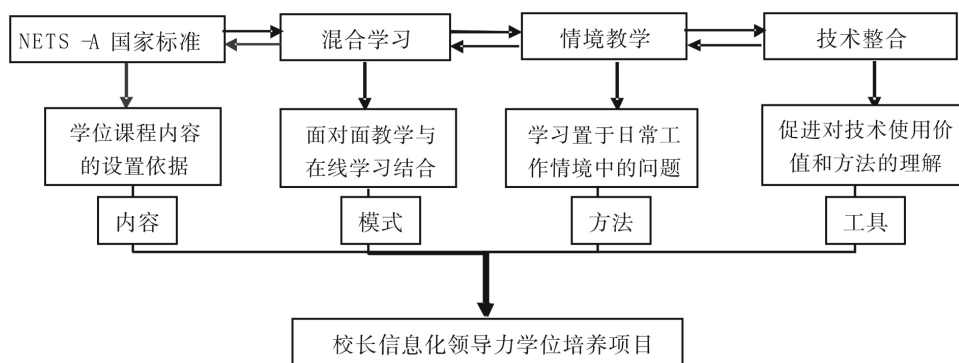 NETS -A 国家标准
混合学习
情境教学
技术整合
学位课程内容
的设置依据
面对面教学与
在线学习结合
学习置于日常工
作情境中的问题
促进对技术使用价
值和方法的理解
内容
模式
方法
工具
校长信息化领导力学位培养项目